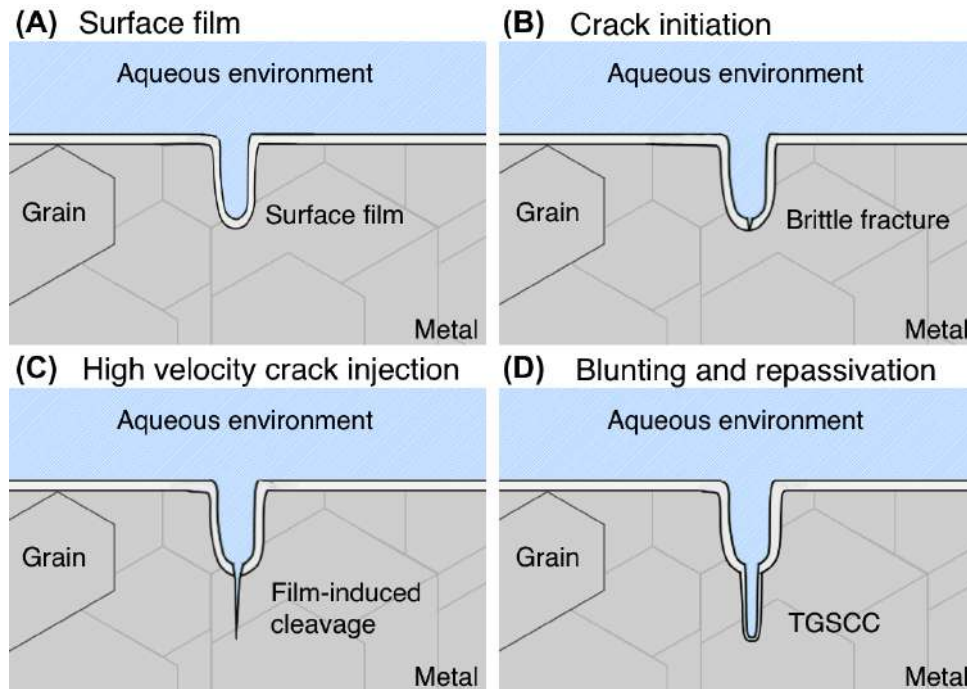 (A) Surface film
Aqueous environment
Grain
Surface film
Metal
(B) Crack initiation
Aqueous environment
Grain
Brittle fracture
Metal
(C) High velocity crack injection
Aqueous environment
Grain
Film-induced
cleavage
Metal
(D) Blunting and repassivation
Aqueous environment
Grain
TGSCC
Metal